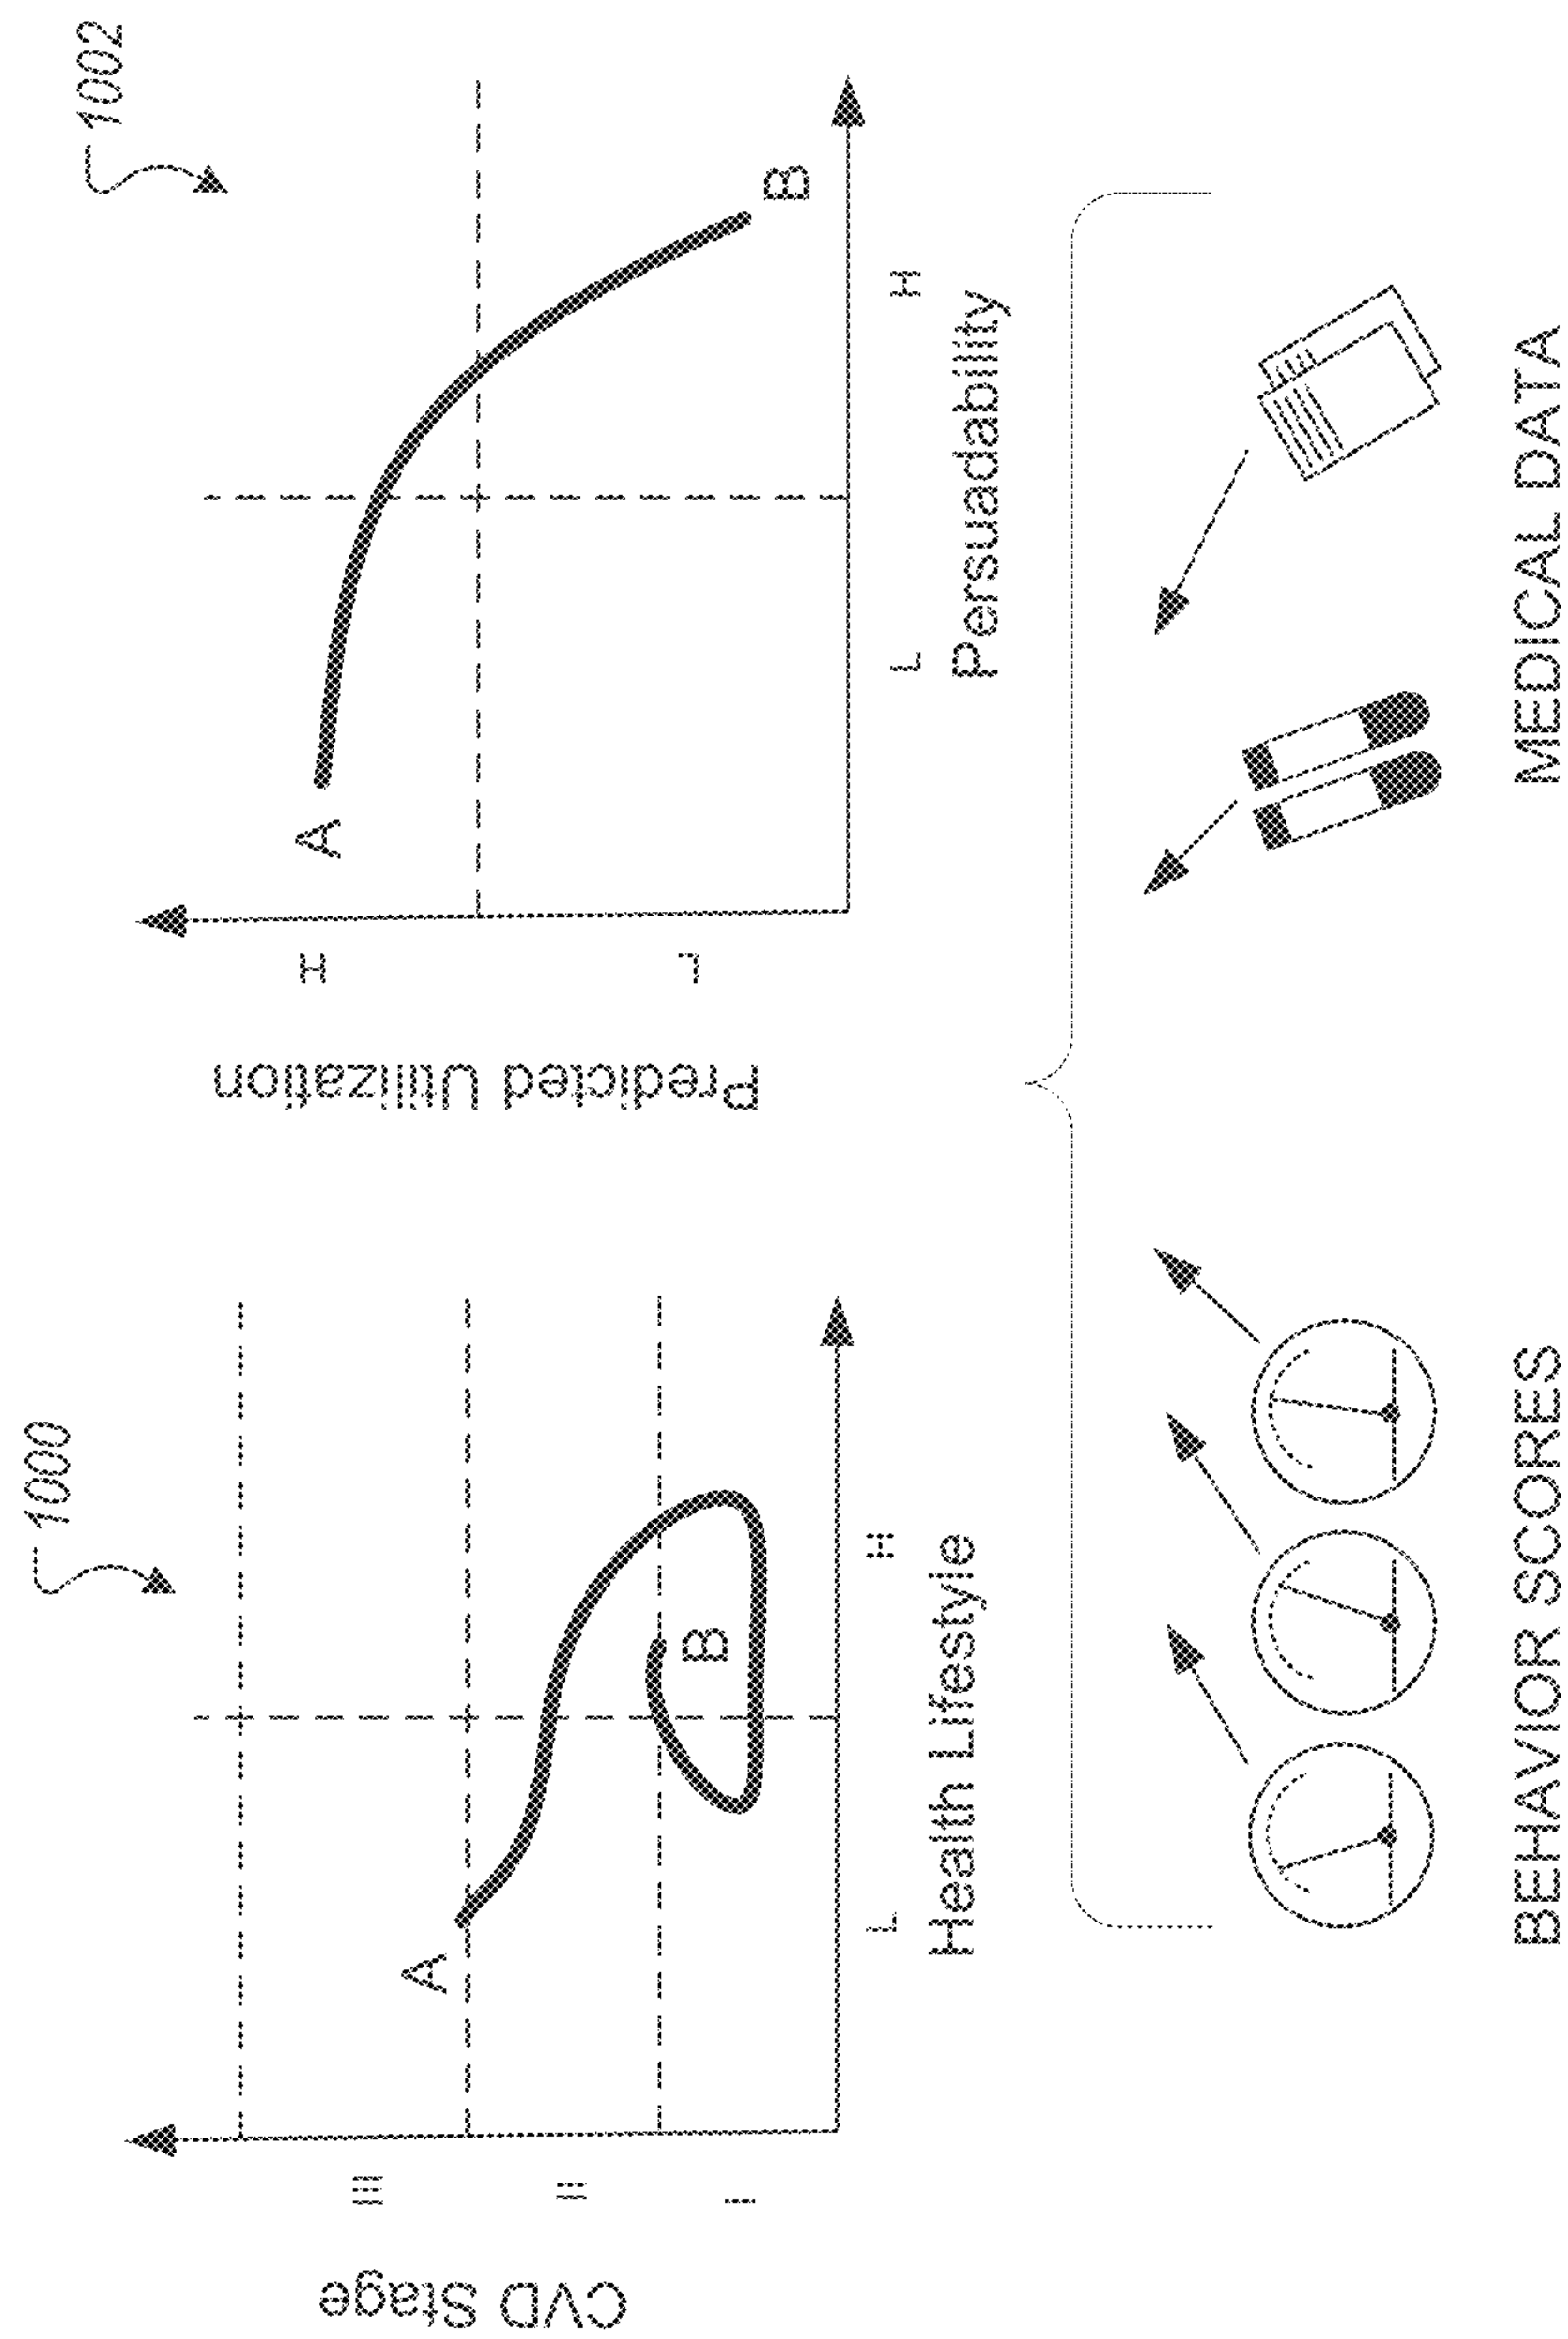 1000
CVD Stage
III
II
I
A
B
L
H
Health Lifestyle
1002
Predicted Utilization
H
L
A
B
L
H
Persuadability
BEHAVIOR SCORES
MEDICAL DATA